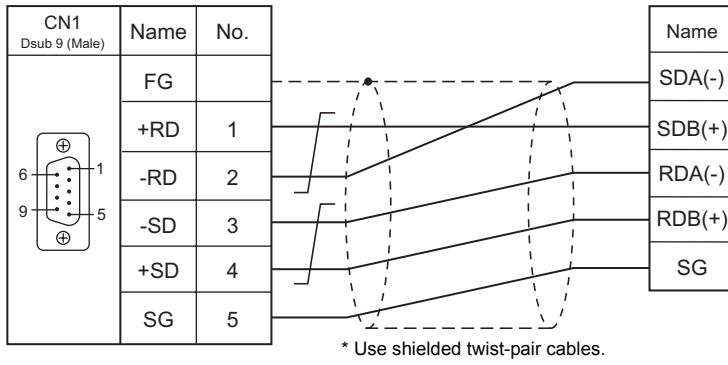 CN1
Dsub 9 (Male)
Name
No.
Name
FG
SDA(-)
+RD
1
SDB(+)
-RD
2
RDA(-)
-SD
3
RDB(+)
+SD
4
SG
SG
5
6
1
9
5
* Use shielded twist-pair cables.